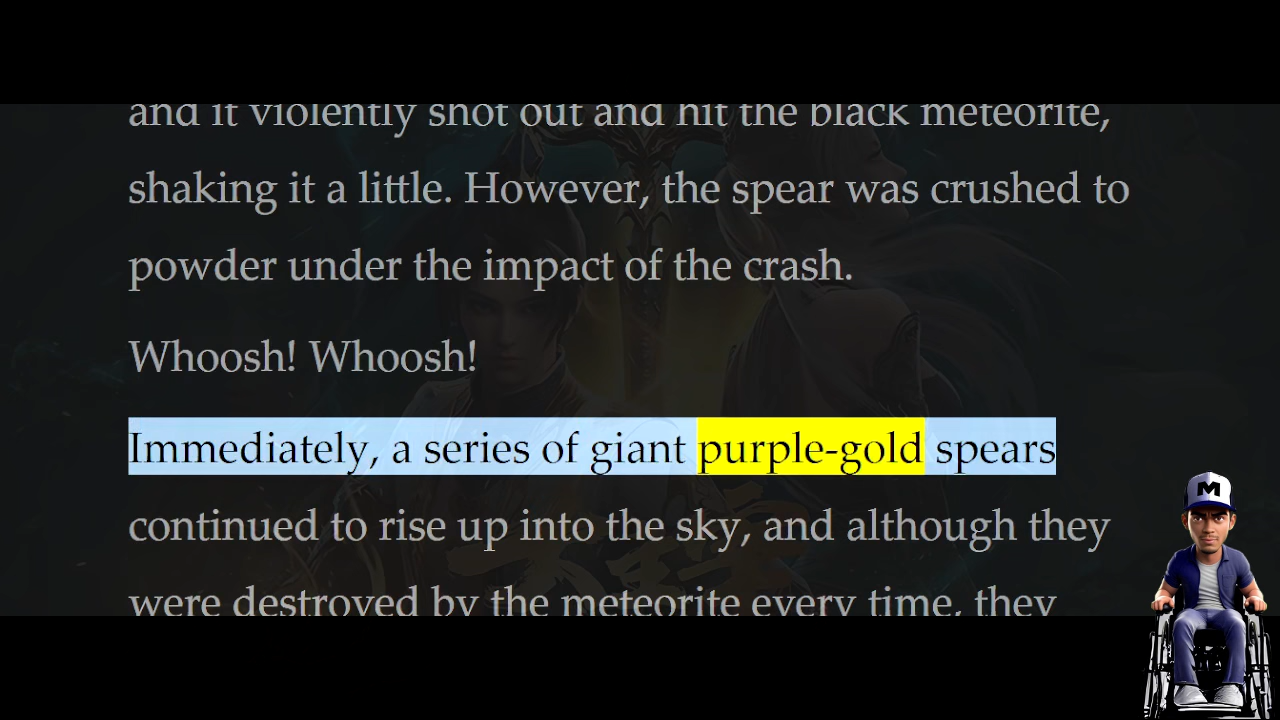 and it violently shot out and hit the black meteorite,
shaking it a little. However, the spear was crushed to
powder under the impact of the crash.
Whoosh! Whoosh!
Immediately, a series of giant purple-gold spears
continued to rise up into the sky, and although they
were destroyed by the meteorite every time, they
M